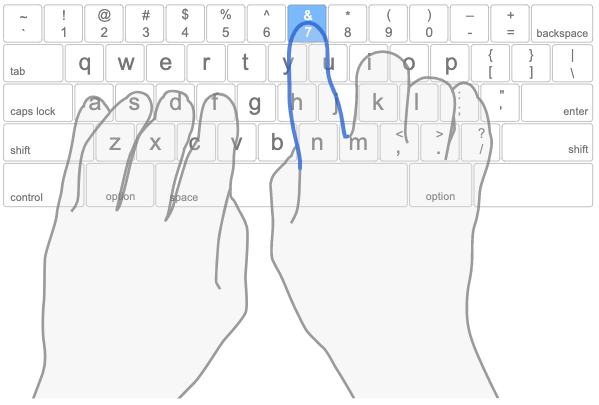 ~ ! @ # $ % ^ & * ( ) – +
` 1 2 3 4 5 6 7 8 9 0 - = backspace
tab q w e r t y u i o p { [ } ] | \
caps lock a s d f g h j k l : ; " ' enter
shift z x c v b n m < , > . ? / shift
control option space option